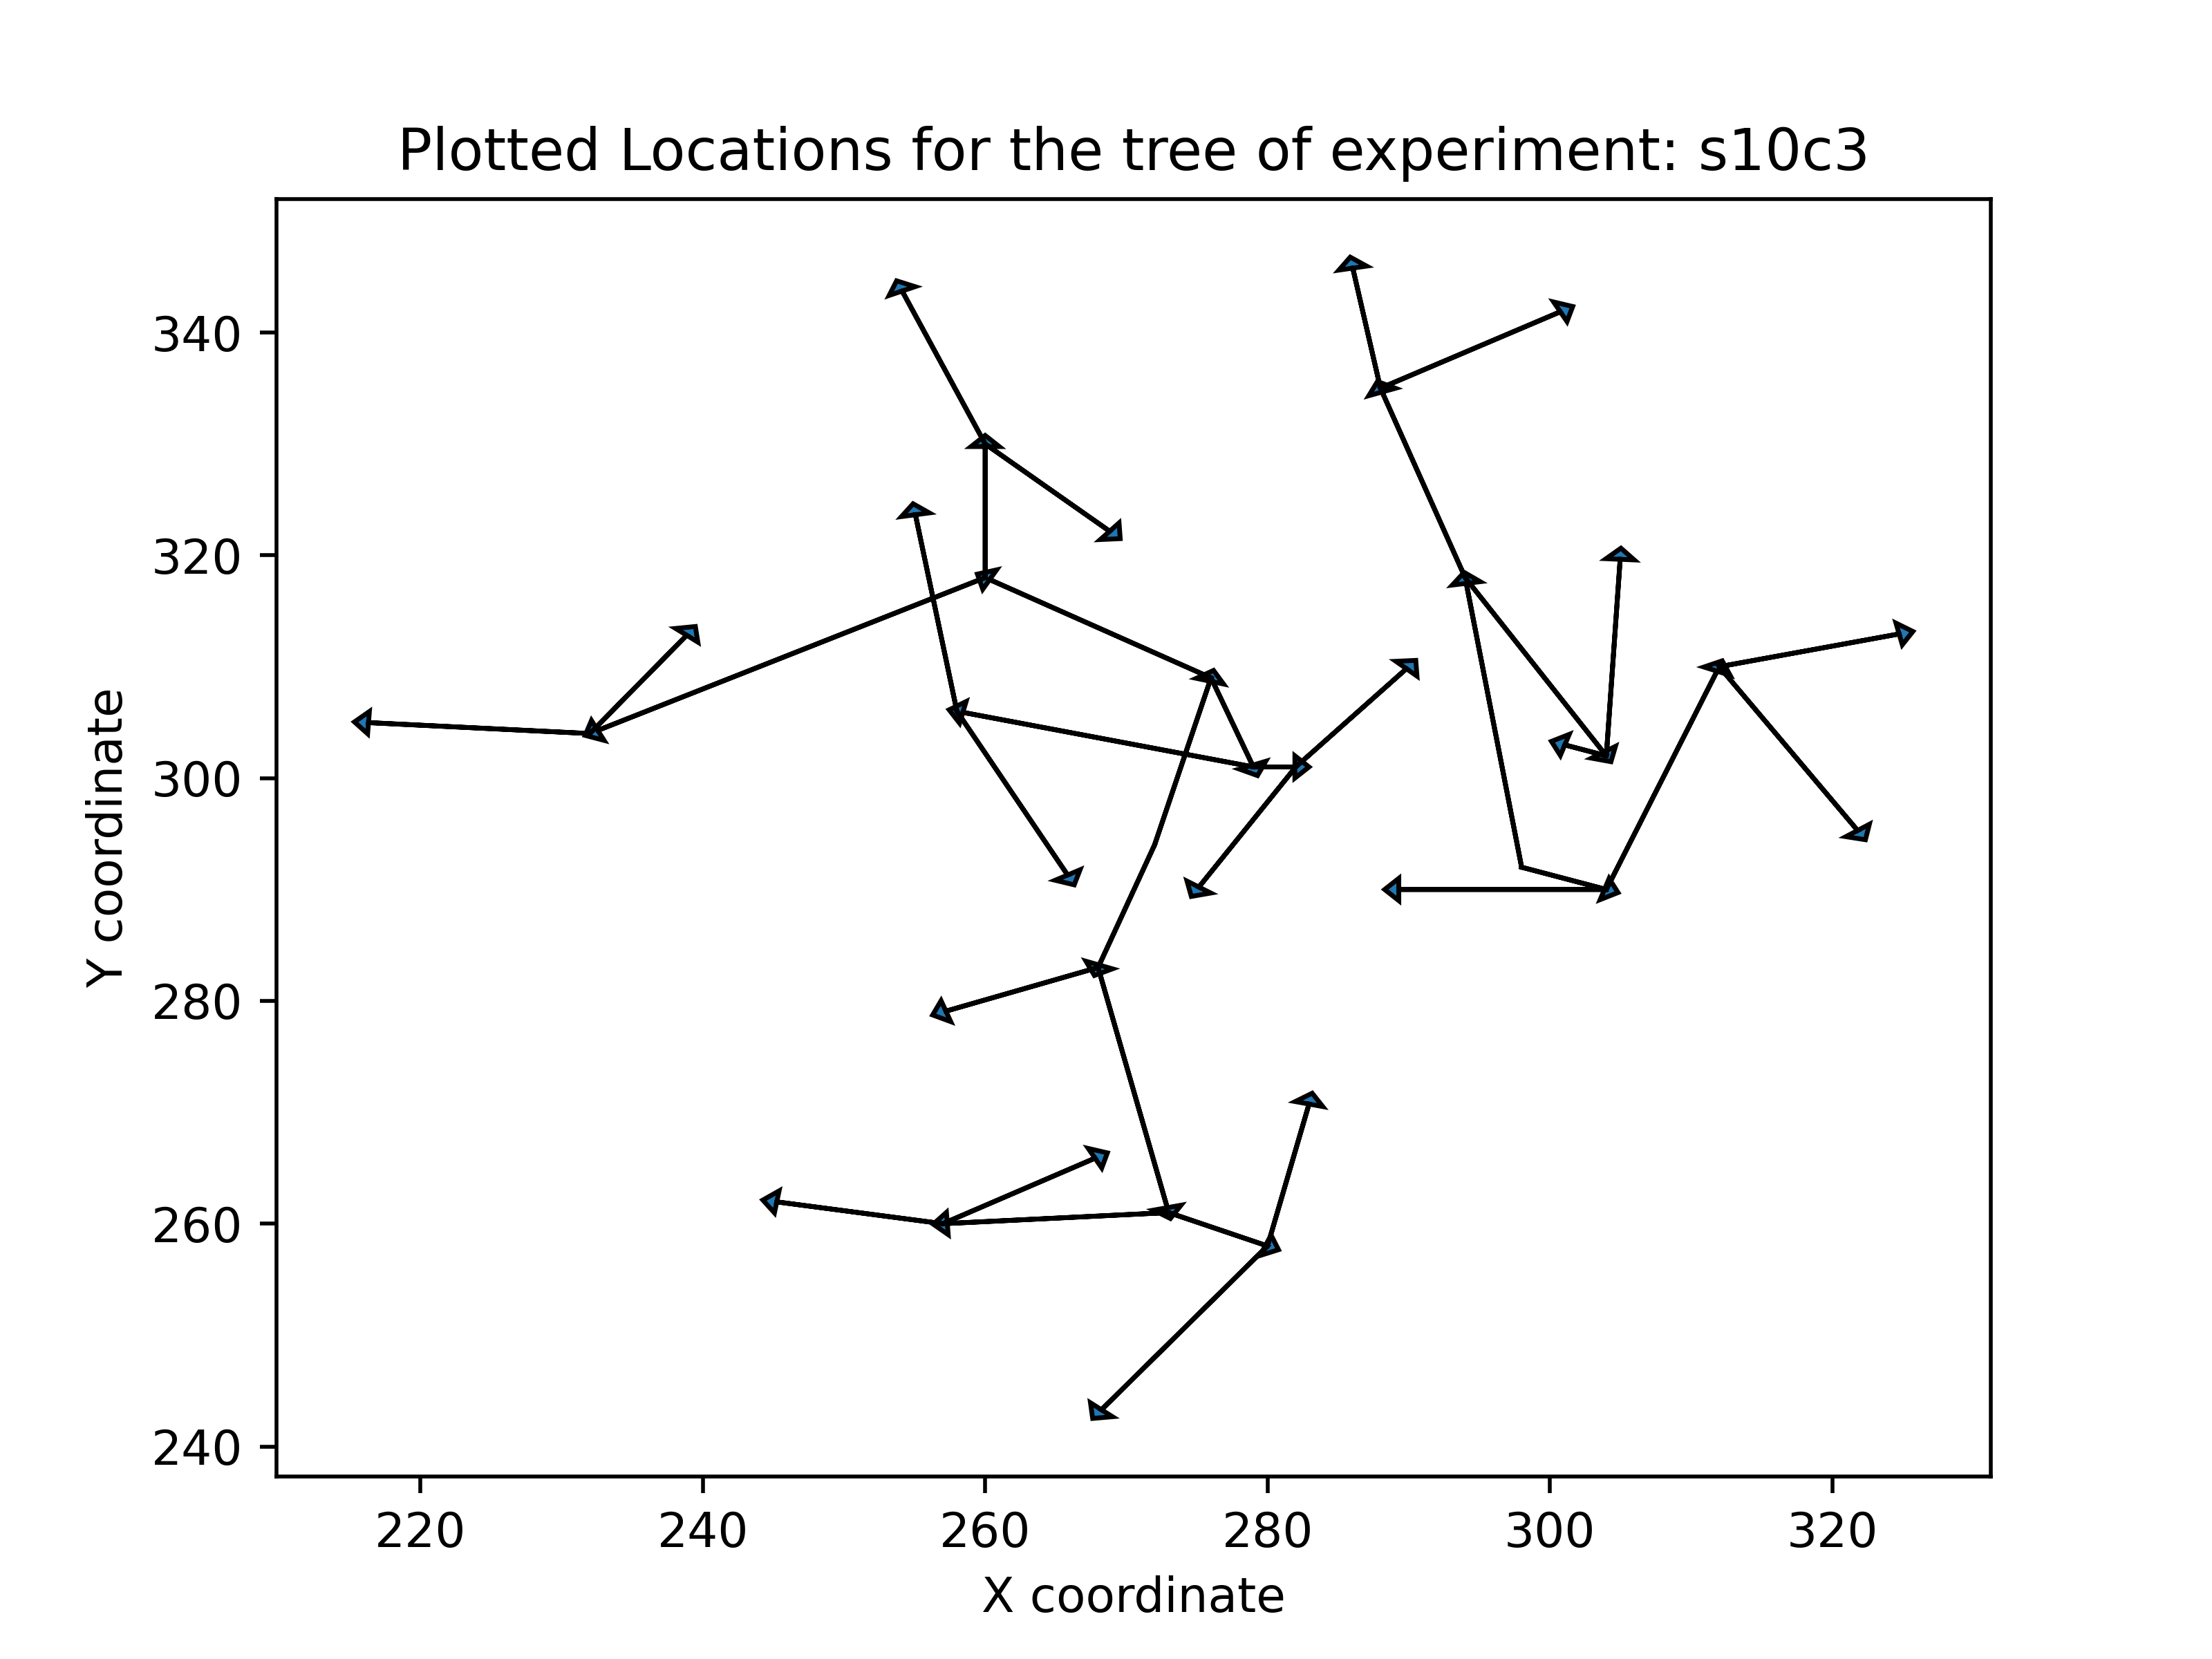 Plotted Locations for the tree of experiment: s10c3
340
320
300
280
260
240
Y coordinate
220 240 260 280 300 320
X coordinate